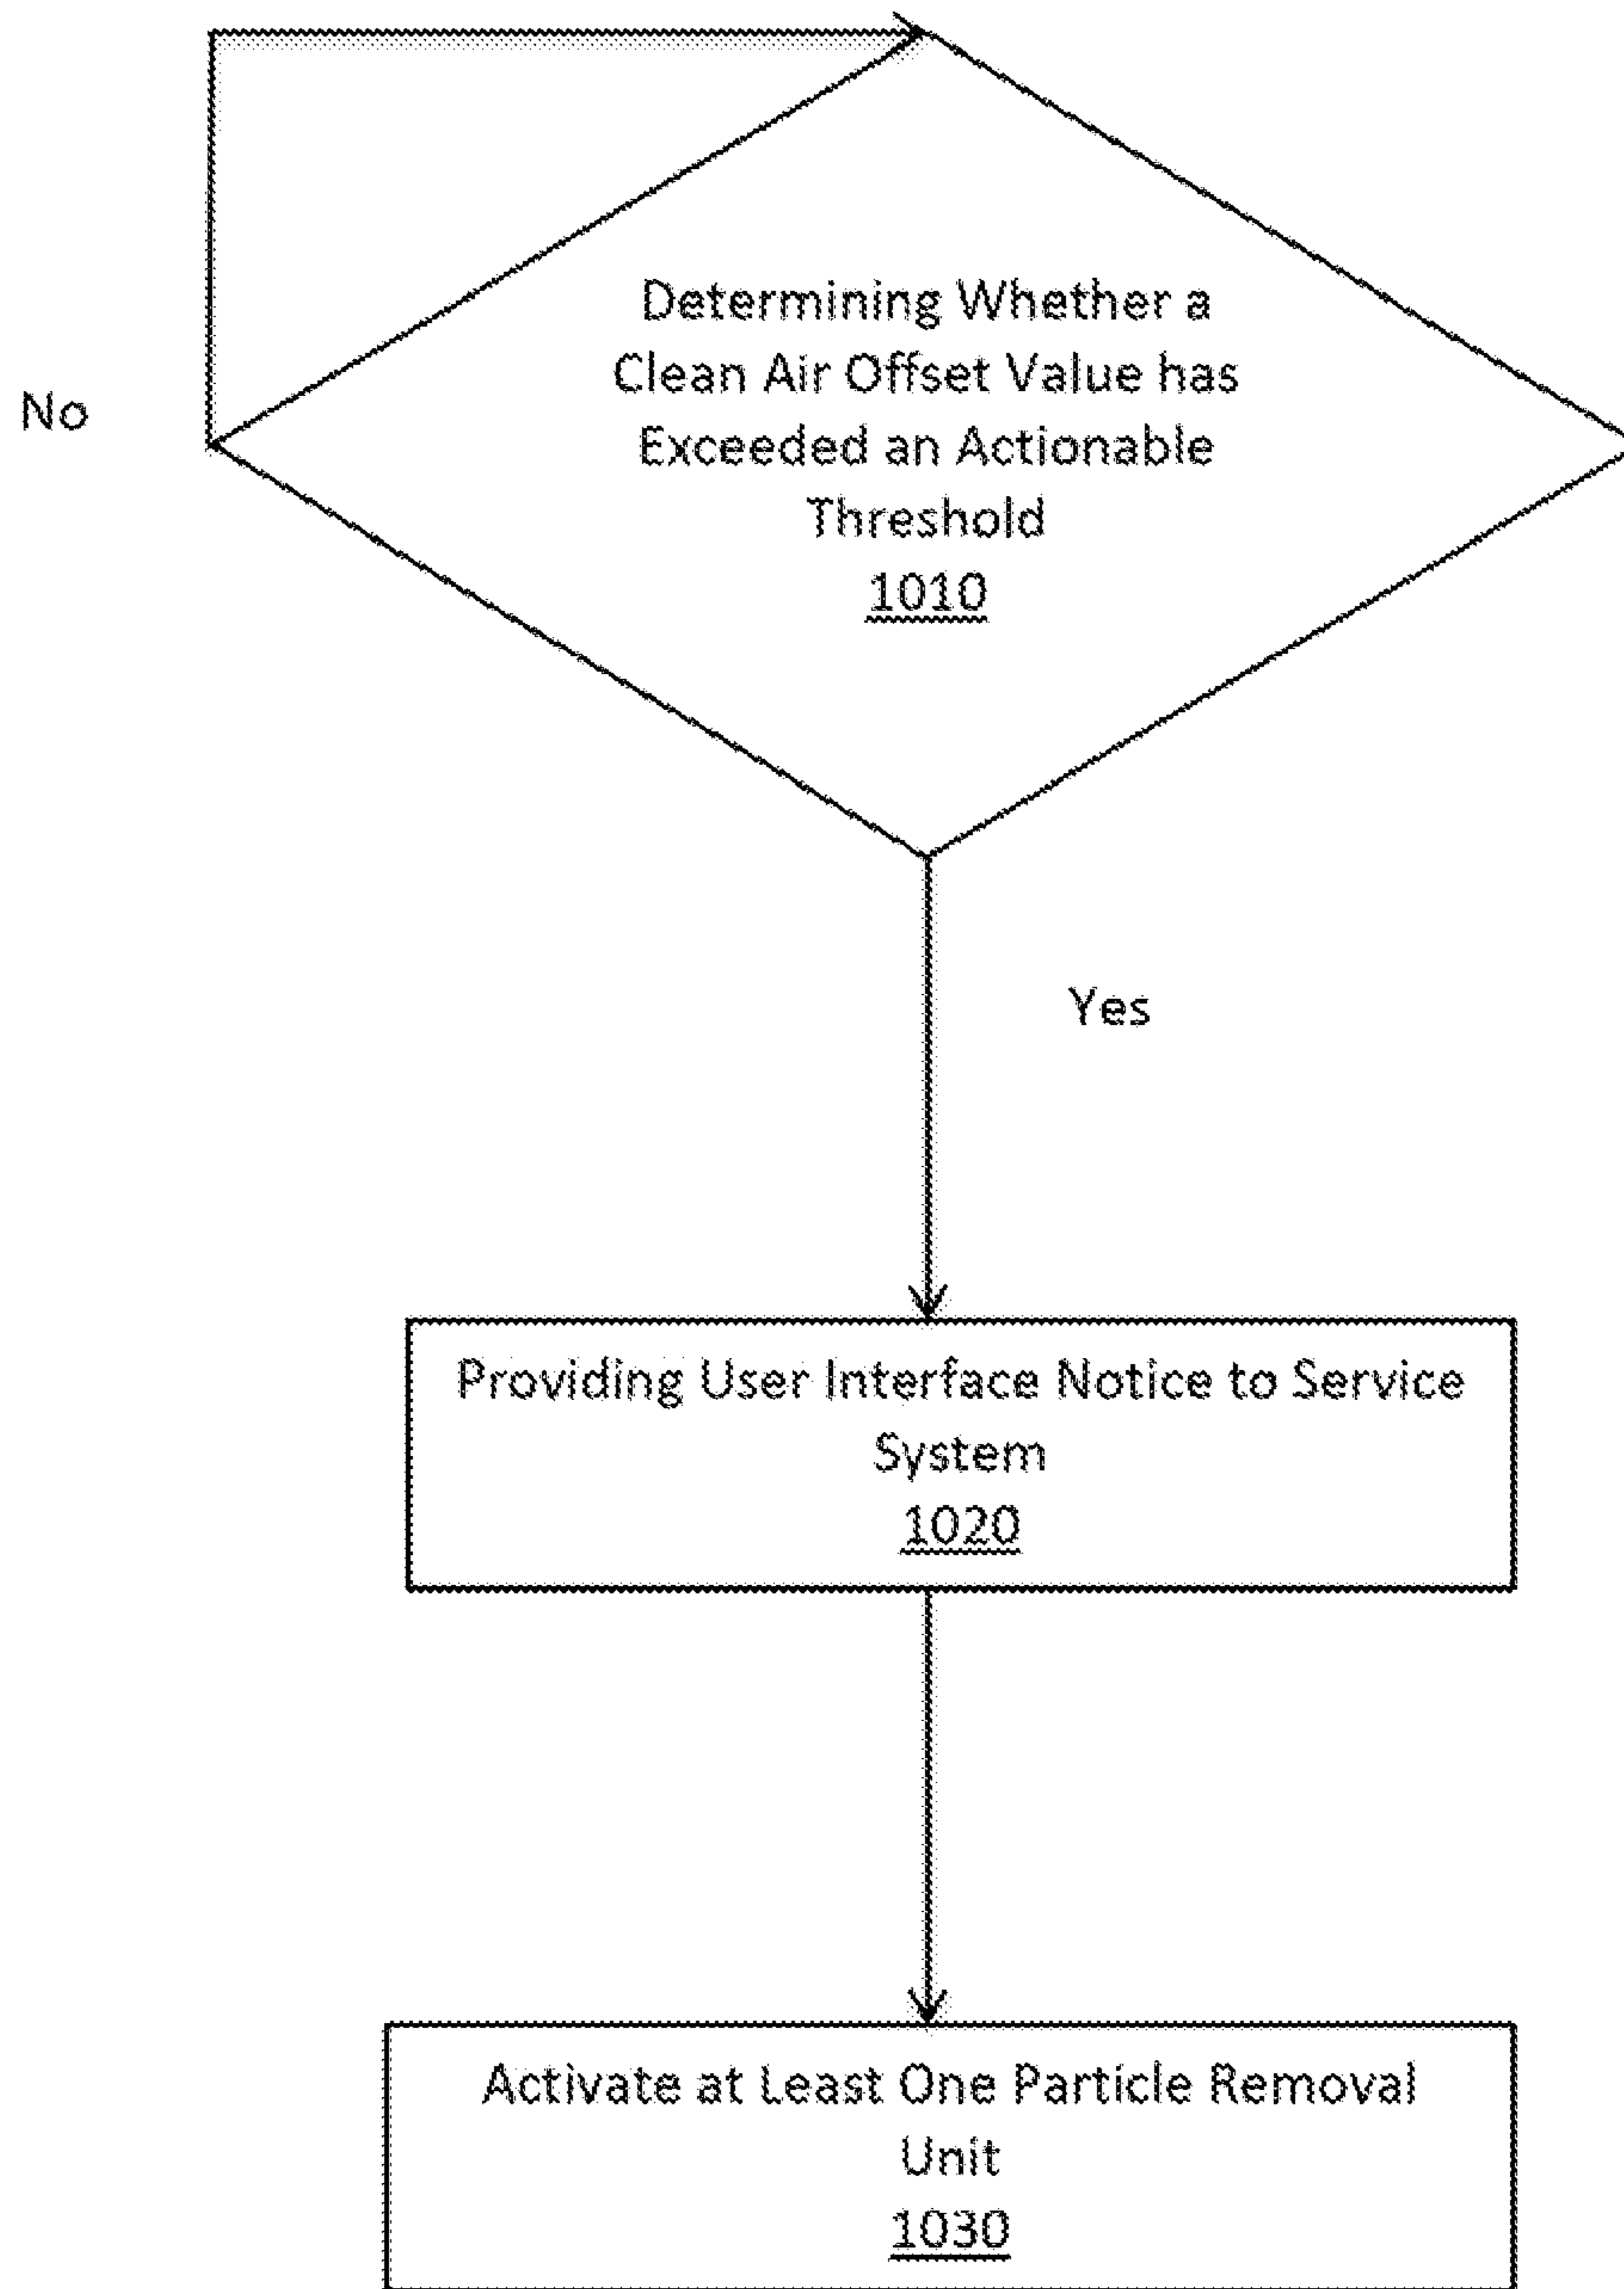 Determining Whether a
Clean Air Offset Value has
Exceeded an Actionable
Threshold
1010
No
Yes
Providing User Interface Notice to Service
System
1020
Activate at Least One Particle Removal
Unit
1030